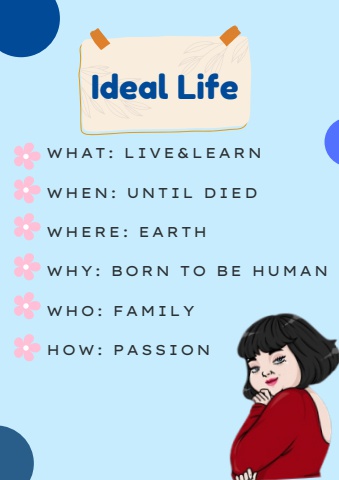 Ideal Life
WHAT: LIVE&LEARN
WHEN: UNTIL DIED
WHERE: EARTH
WHY: BORN TO BE HUMAN
WHO: FAMILY
HOW: PASSION